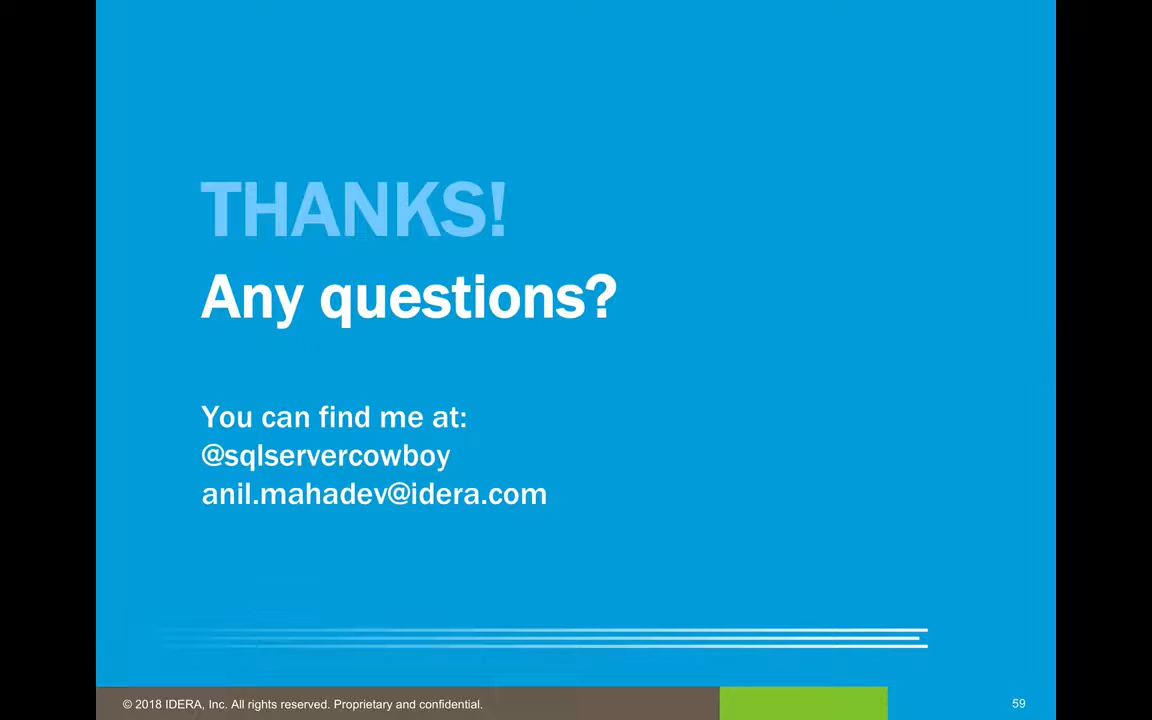 THANKS!
Any questions?
You can find me at:
@sqlservercowboy
anil.mahadev@idera.com
© 2018 IDERA, Inc. All rights reserved. Proprietary and confidential.
59